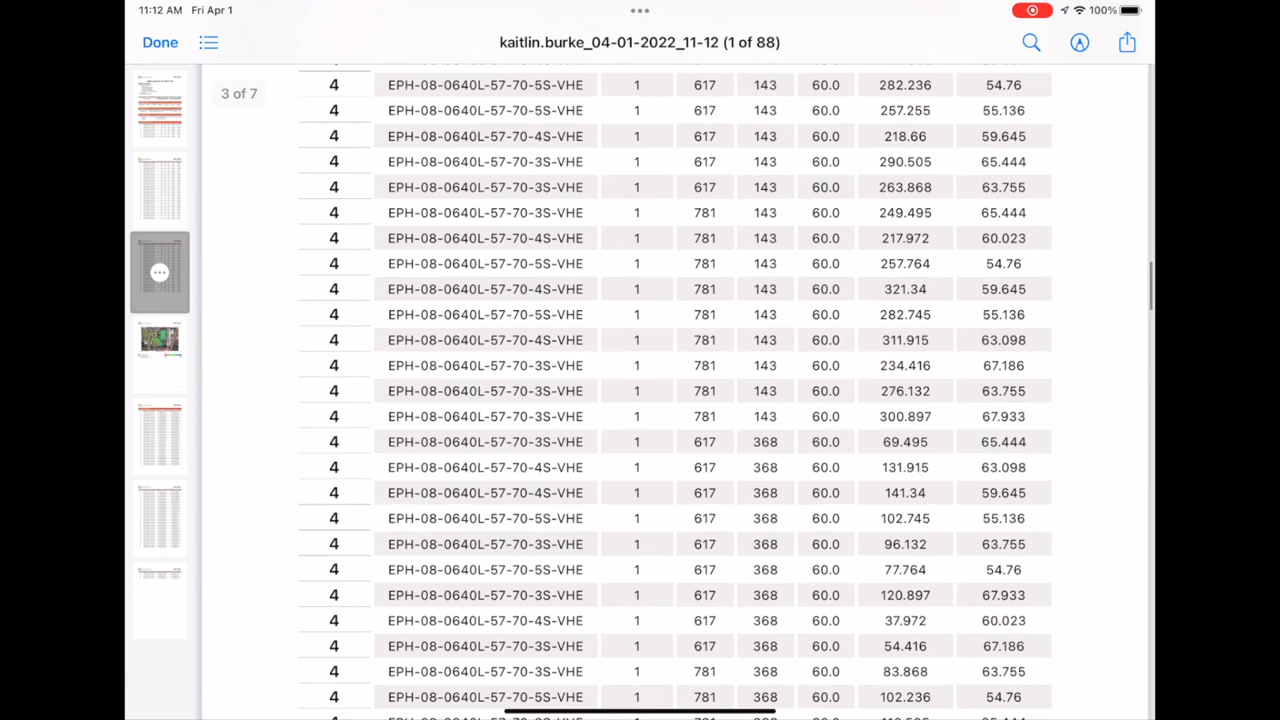 11:12 AM Fri Apr 1
100%
Done
kaitlin.burke_04-01-2022_11-12 (1 of 88)
3 of 7
4 EPH-08-0640L-57-70-5S-VHE 1 617 143 60.0 282.236 54.76
4 EPH-08-0640L-57-70-5S-VHE 1 617 143 60.0 257.255 55.136
4 EPH-08-0640L-57-70-4S-VHE 1 617 143 60.0 218.66 59.645
4 EPH-08-0640L-57-70-3S-VHE 1 617 143 60.0 290.505 65.444
4 EPH-08-0640L-57-70-3S-VHE 1 617 143 60.0 263.868 63.755
4 EPH-08-0640L-57-70-3S-VHE 1 781 143 60.0 249.495 65.444
4 EPH-08-0640L-57-70-4S-VHE 1 781 143 60.0 217.972 60.023
4 EPH-08-0640L-57-70-5S-VHE 1 781 143 60.0 257.764 54.76
4 EPH-08-0640L-57-70-4S-VHE 1 781 143 60.0 321.34 59.645
4 EPH-08-0640L-57-70-5S-VHE 1 781 143 60.0 282.745 55.136
4 EPH-08-0640L-57-70-4S-VHE 1 781 143 60.0 311.915 63.098
4 EPH-08-0640L-57-70-3S-VHE 1 781 143 60.0 234.416 67.186
4 EPH-08-0640L-57-70-3S-VHE 1 781 143 60.0 276.132 63.755
4 EPH-08-0640L-57-70-3S-VHE 1 781 143 60.0 300.897 67.933
4 EPH-08-0640L-57-70-3S-VHE 1 617 368 60.0 69.495 65.444
4 EPH-08-0640L-57-70-4S-VHE 1 617 368 60.0 131.915 63.098
4 EPH-08-0640L-57-70-4S-VHE 1 617 368 60.0 141.34 59.645
4 EPH-08-0640L-57-70-5S-VHE 1 617 368 60.0 102.745 55.136
4 EPH-08-0640L-57-70-3S-VHE 1 617 368 60.0 96.132 63.755
4 EPH-08-0640L-57-70-5S-VHE 1 617 368 60.0 77.764 54.76
4 EPH-08-0640L-57-70-3S-VHE 1 617 368 60.0 120.897 67.933
4 EPH-08-0640L-57-70-4S-VHE 1 617 368 60.0 37.972 60.023
4 EPH-08-0640L-57-70-3S-VHE 1 617 368 60.0 54.416 67.186
4 EPH-08-0640L-57-70-3S-VHE 1 781 368 60.0 83.868 63.755
4 EPH-08-0640L-57-70-5S-VHE 1 781 368 60.0 102.236 54.76